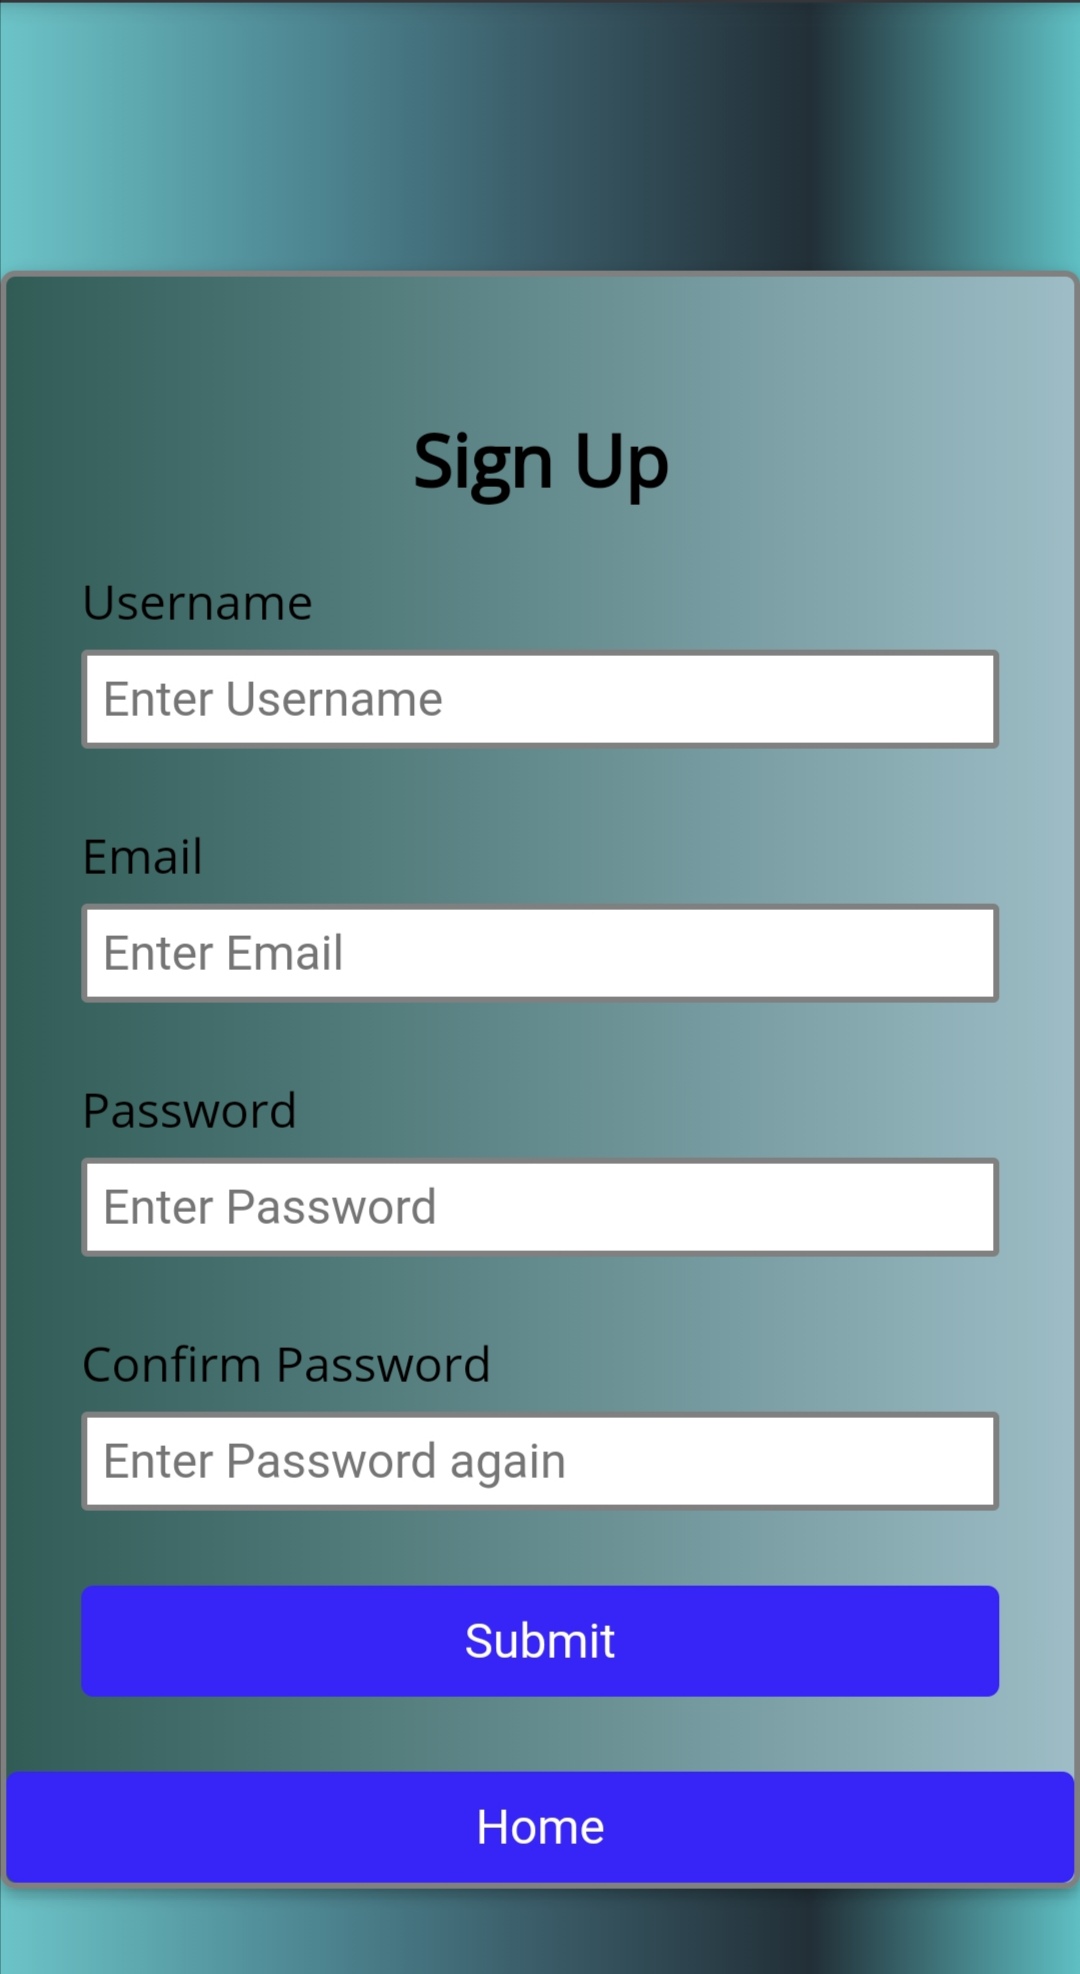 Sign Up
Username
Enter Username
Email
Enter Email
Password
Enter Password
Confirm Password
Enter Password again
Submit
Home